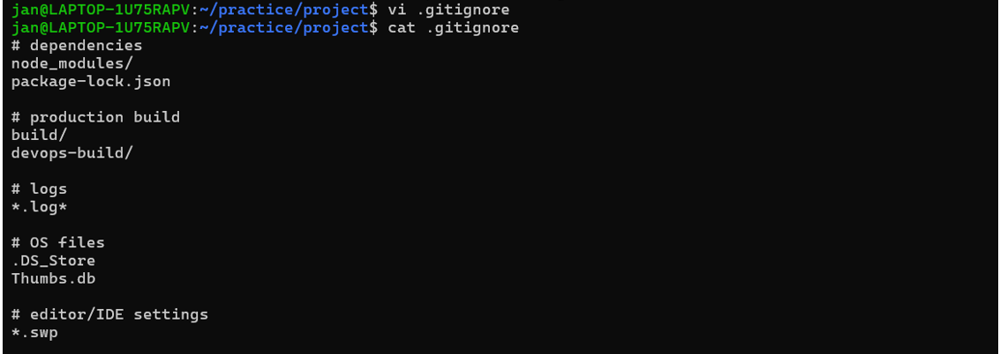 jan@LAPTOP-1U75RAPV:~/practice/project$ vi .gitignore
jan@LAPTOP-1U75RAPV:~/practice/project$ cat .gitignore
# dependencies
node_modules/
package-lock.json

# production build
build/
devops-build/

# logs
*.log*

# OS files
.DS_Store
Thumbs.db

# editor/IDE settings
*.swp